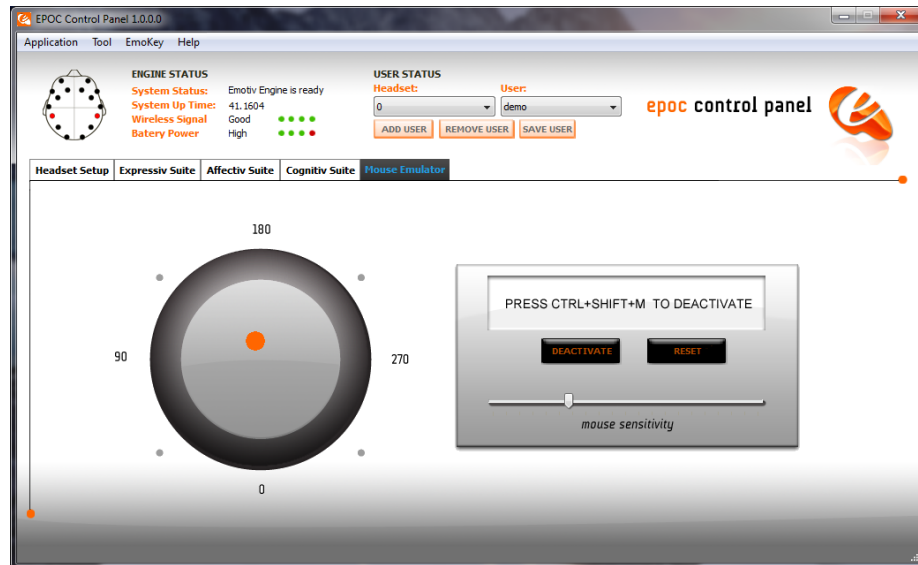 EPOC Control Panel 1.0.0.0
Application Tool EmoKey Help
ENGINE STATUS
System Status: Emotiv Engine is ready
System Up Time: 41.1604
Wireless Signal Good
Batery Power High
USER STATUS
Headset: User:
0 demo
ADD USER REMOVE USER SAVE USER
epoc control panel
Headset Setup Expressiv Suite Affectiv Suite Cognitiv Suite Mouse Emulator
180
90
270
0
PRESS CTRL+SHIFT+M TO DEACTIVATE
DEACTIVATE RESET
mouse sensitivity